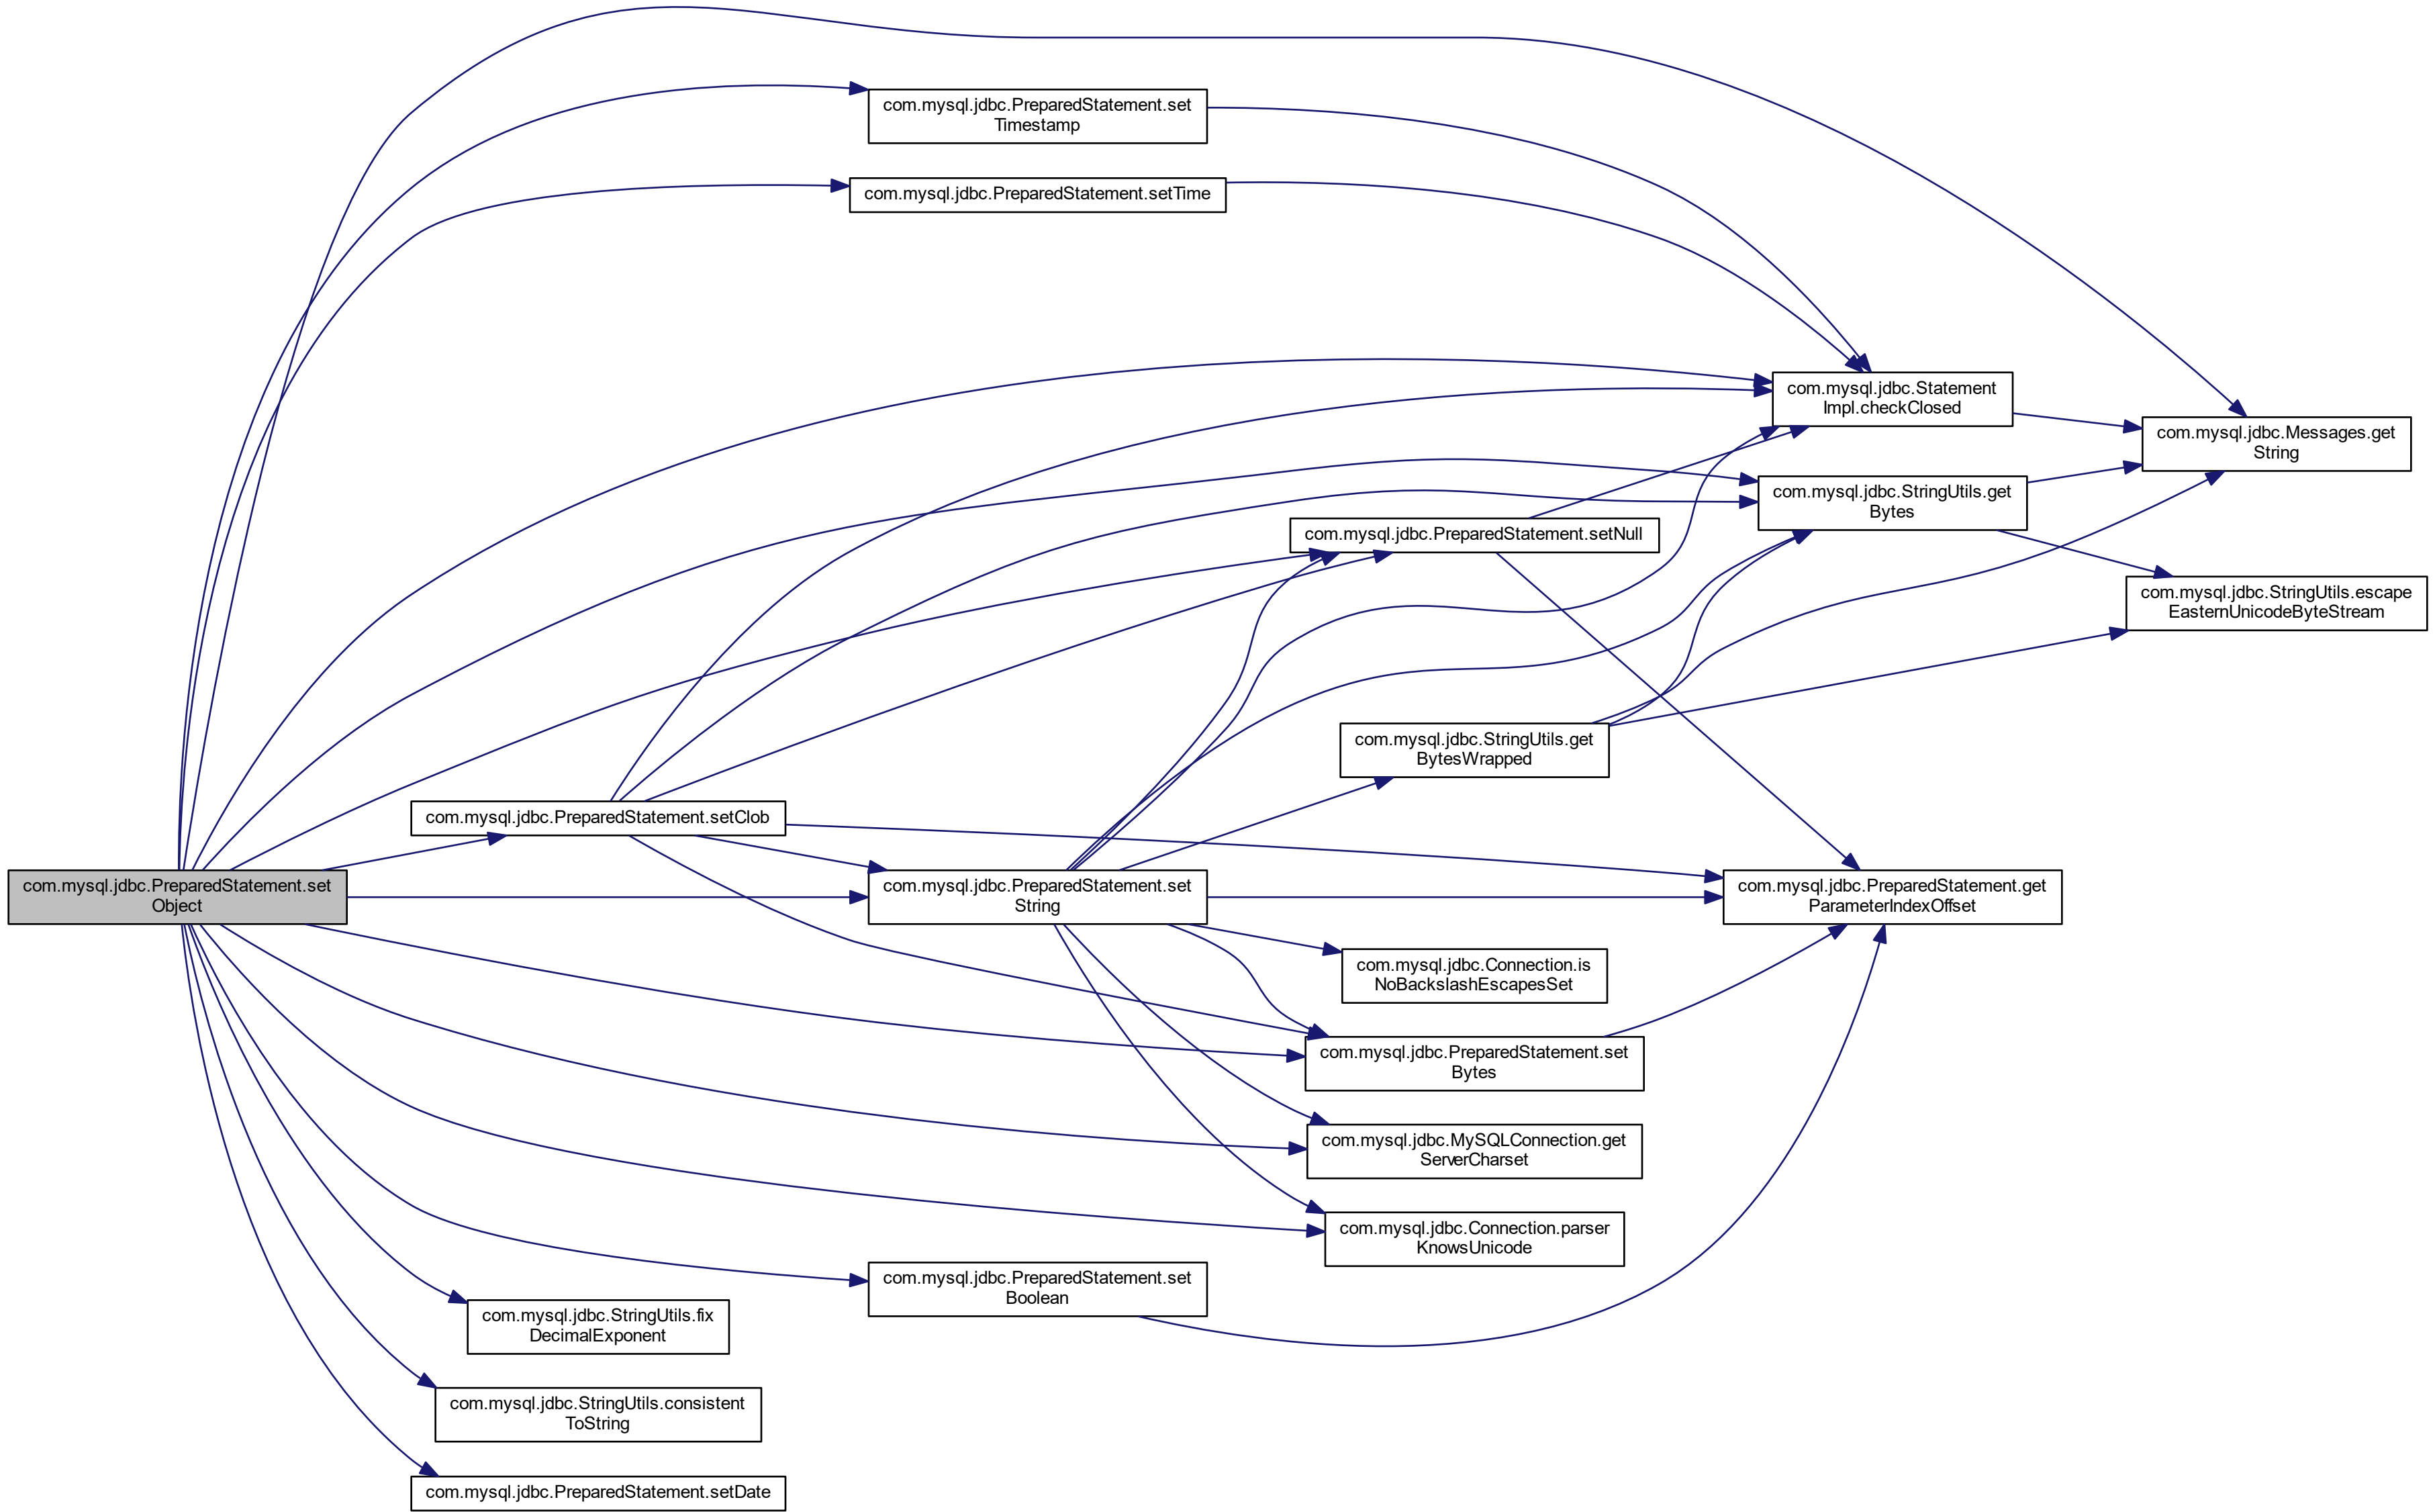 com.mysql.jdbc.PreparedStatement.set
Timestamp
com.mysql.jdbc.PreparedStatement.setTime
com.mysql.jdbc.Statement
Impl.checkClosed
com.mysql.jdbc.Messages.get
String
com.mysql.jdbc.StringUtils.get
Bytes
com.mysql.jdbc.PreparedStatement.setNull
com.mysql.jdbc.StringUtils.escape
EasternUnicodeByteStream
com.mysql.jdbc.StringUtils.get
BytesWrapped
com.mysql.jdbc.PreparedStatement.setClob
com.mysql.jdbc.PreparedStatement.set
Object
com.mysql.jdbc.PreparedStatement.set
String
com.mysql.jdbc.PreparedStatement.get
ParameterIndexOffset
com.mysql.jdbc.Connection.is
NoBackslashEscapesSet
com.mysql.jdbc.PreparedStatement.set
Bytes
com.mysql.jdbc.MySQLConnection.get
ServerCharset
com.mysql.jdbc.Connection.parser
KnowsUnicode
com.mysql.jdbc.PreparedStatement.set
Boolean
com.mysql.jdbc.StringUtils.fix
DecimalExponent
com.mysql.jdbc.StringUtils.consistent
ToString
com.mysql.jdbc.PreparedStatement.setDate